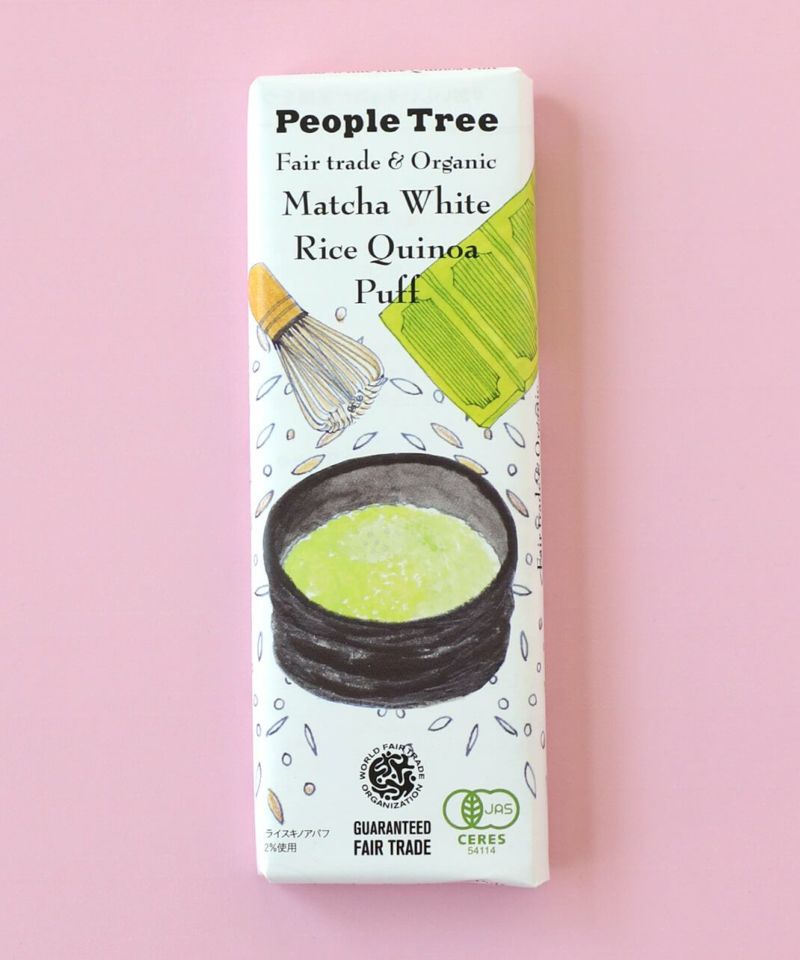 People Tree
Fair trade & Organic
Matcha White
Rice Quinoa
Puff
WORLD FAIR TRADE
ORGANIZATION
GUARANTEED
FAIR TRADE
JAS
CERES
54114
ライスキノアパフ
2%使用